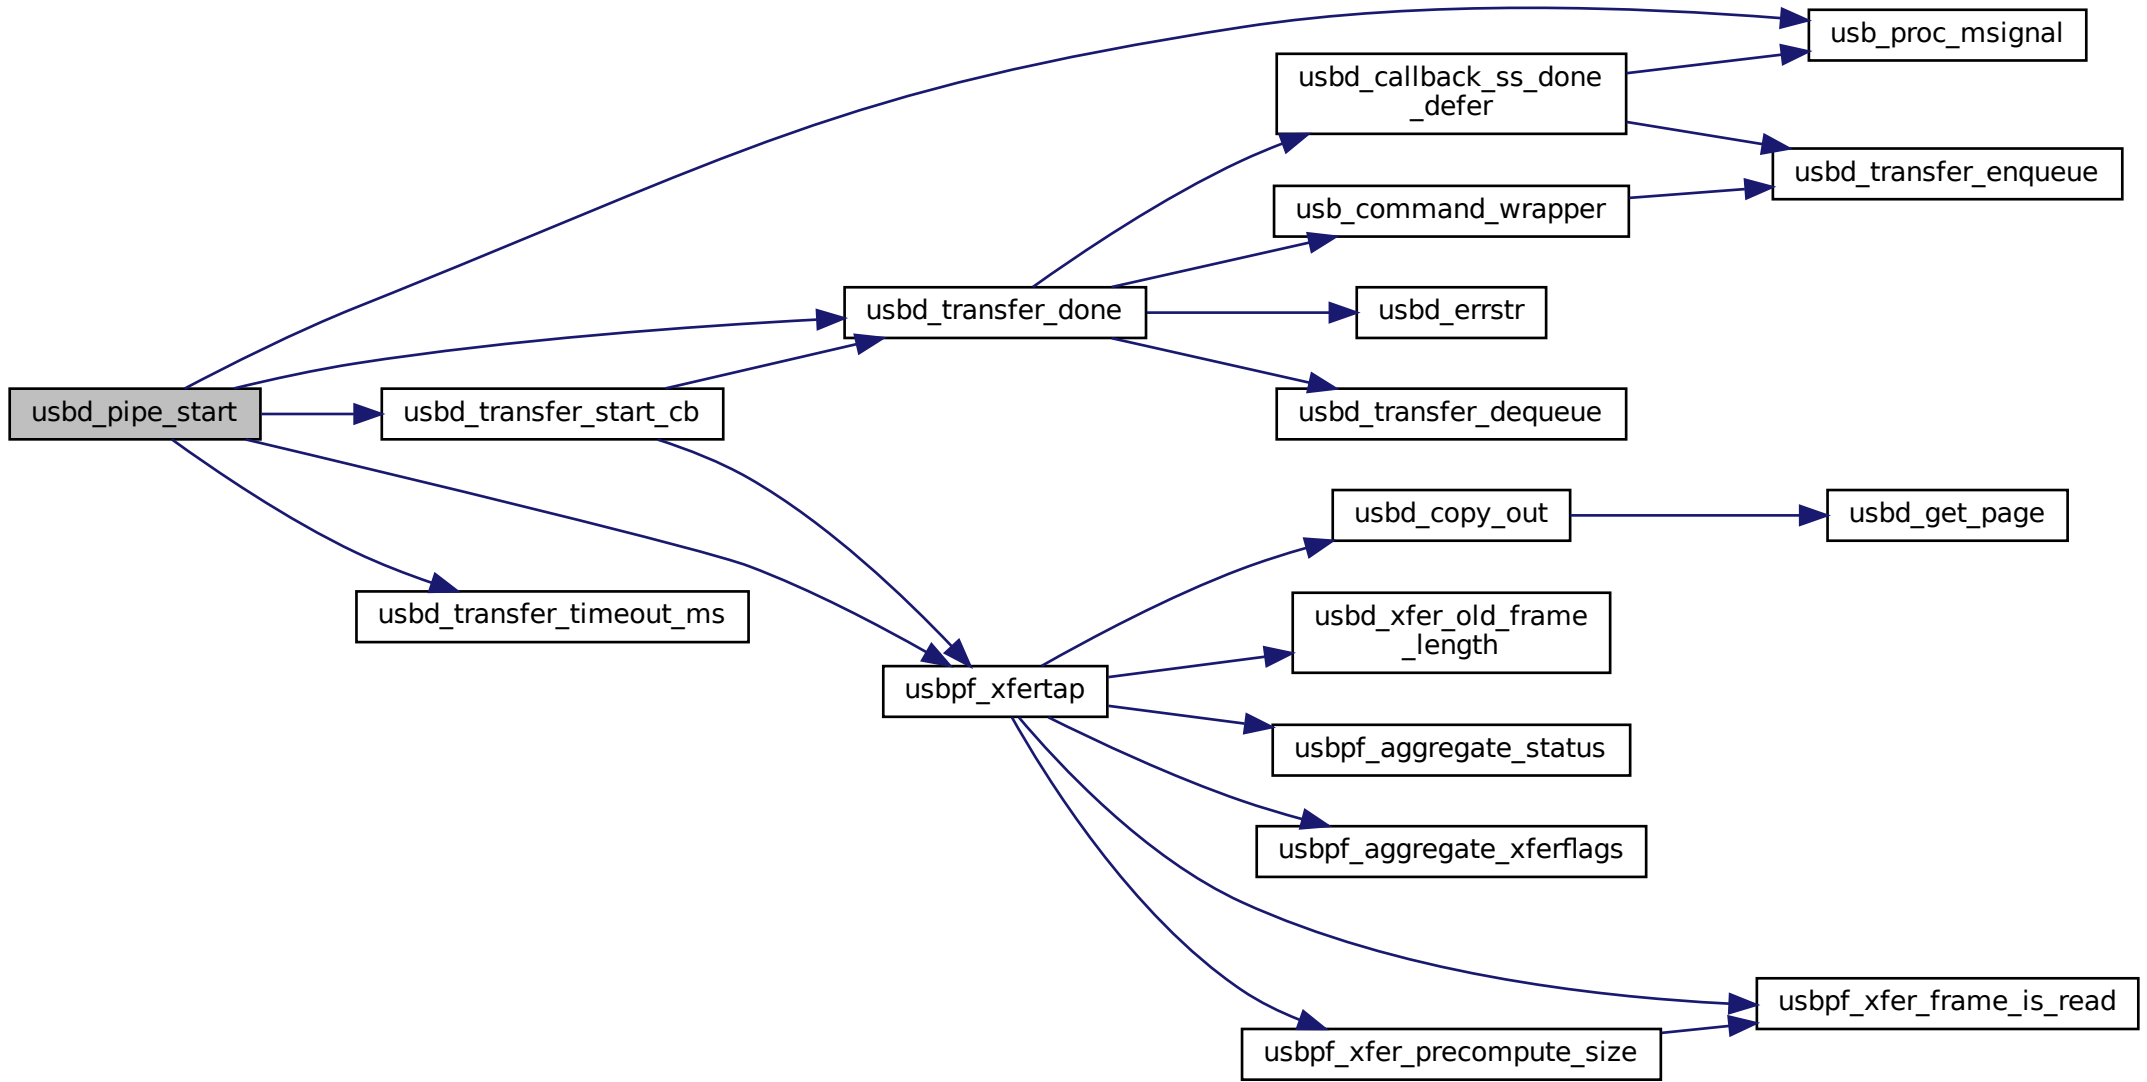 usb_proc_msignal
usbd_callback_ss_done
_defer
usbd_transfer_enqueue
usb_command_wrapper
usbd_transfer_done
usbd_errstr
usbd_pipe_start
usbd_transfer_start_cb
usbd_transfer_dequeue
usbd_copy_out
usbd_get_page
usbd_transfer_timeout_ms
usbd_xfer_old_frame
_length
usbpf_xfertap
usbpf_aggregate_status
usbpf_aggregate_xferflags
usbpf_xfer_frame_is_read
usbpf_xfer_precompute_size